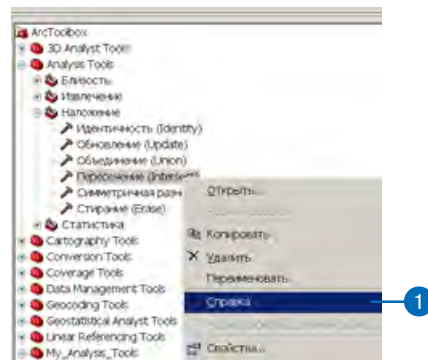 ArcToolbox
3D Analyst Tools
Analysis Tools
Близость
Извлечение
Наложение
Идентичность (Identity)
Обновление (Update)
Объединение (Union)
Пересечение (Intersect)
Симметричная разн
Стирание (Erase)
Статистика
Cartography Tools
Conversion Tools
Coverage Tools
Data Management Tools
Geocoding Tools
Geostatistical Analyst Tools
Linear Referencing Tools
My_Analysis_Tools
Открыть...
Копировать
Удалить
Переименовать
Справка
Свойства...
1